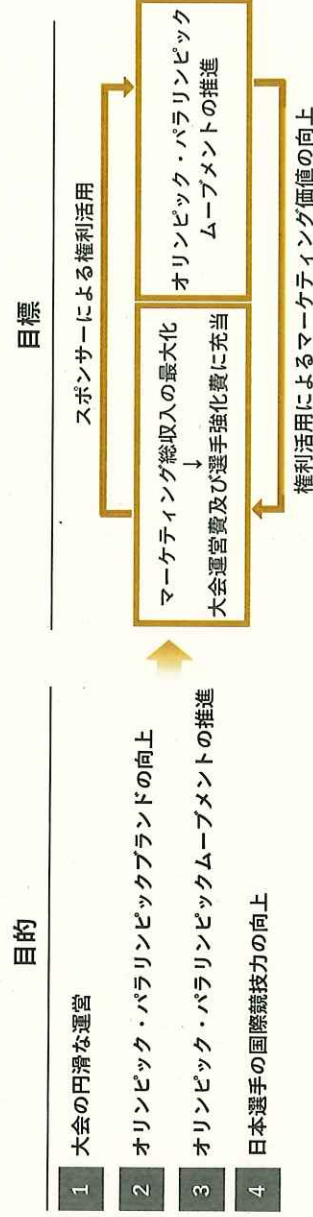 目的
1 大会の円滑な運営
2 オリンピック・パラリンピックブランドの向上
3 オリンピック・パラリンピックムーブメントの推進
4 日本選手の国際競技力の向上
目標
スポンサーによる権利活用
マーケティング総収入の最大化
↓
大会運営費及び選手強化費に充当
オリンピック・パラリンピック
ムーブメントの推進
権利活用によるマーケティング価値の向上